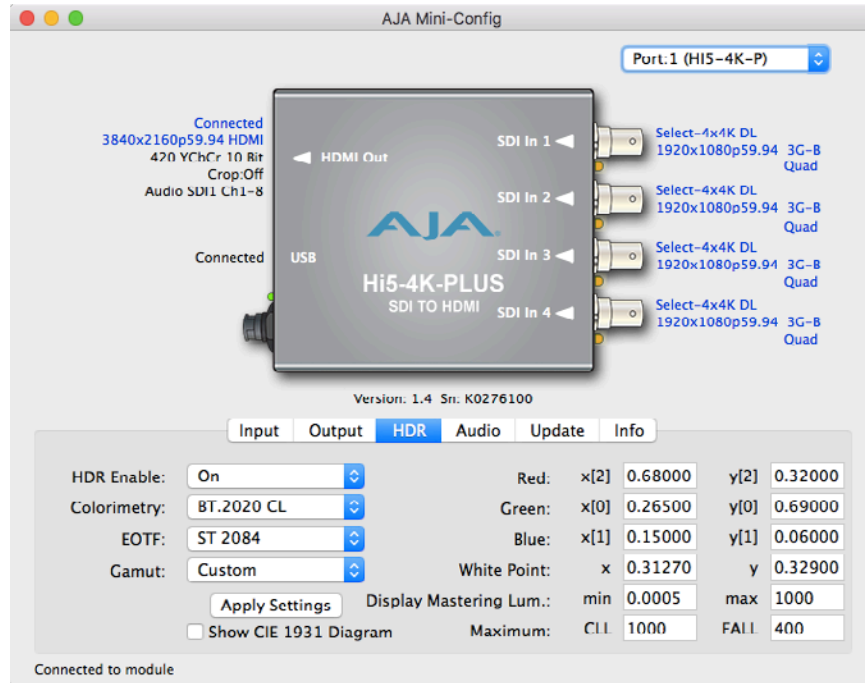 AJA Mini-Config
Port:1 (HI5-4K-P)
Connected
3840x2160p59.94 HDMI
420 YCbCr 10 Bit
Crop:Off
Audio SDI1 Ch1-8
Connected
HDMI Out
USB
SDI In 1
SDI In 2
SDI In 3
SDI In 4
AJA
Hi5-4K-PLUS
SDI TO HDMI
Select-4x4K DL
1920x1080p59.94 3G-B
Quad
Select-4x4K DL
1920x1080p59.94 3G-B
Quad
Select-4x4K DL
1920x1080p59.94 3G-B
Quad
Select-4x4K DL
1920x1080p59.94 3G-B
Quad
Version: 1.4 Sn: K0276100
Input Output HDR Audio Update Info
HDR Enable: On Red: x[2] 0.68000 y[2] 0.32000
Colorimetry: BT.2020 CL Green: x[0] 0.26500 y[0] 0.69000
EOTF: ST 2084 Blue: x[1] 0.15000 y[1] 0.06000
Gamut: Custom White Point: x 0.31270 y 0.32900
Apply Settings Display Mastering Lum.: min 0.0005 max 1000
Show CIE 1931 Diagram Maximum: CLL 1000 FALL 400
Connected to module